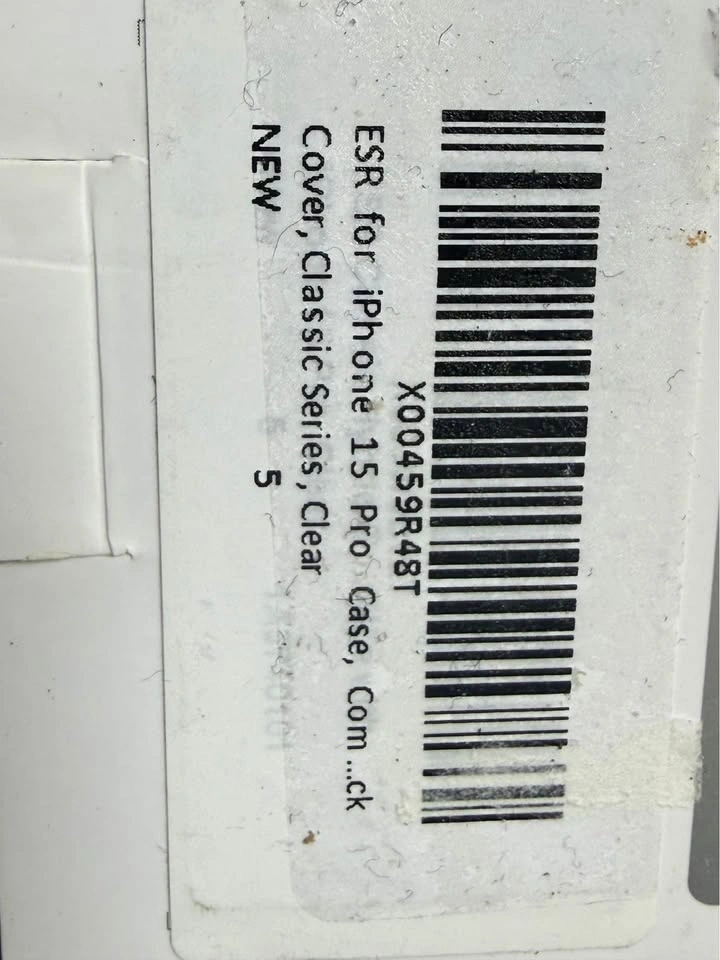 X00459R48T
ESR for iPhone 15 Pro Case, Com...ck
Cover, Classic Series, Clear
NEW 5